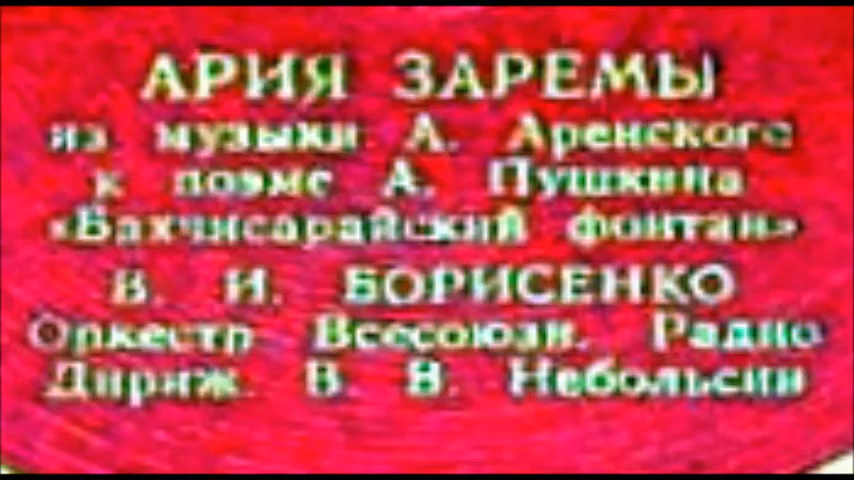 АРИЯ ЗАРЕМЫ
из музыки А. Аренского
к поэме А. Пушкина
«Бахчисарайский фонтан»
В. И. БОРИСЕНКО
Оркестр Всесоюзн. Радио
Дириж. В. В. Небольсин